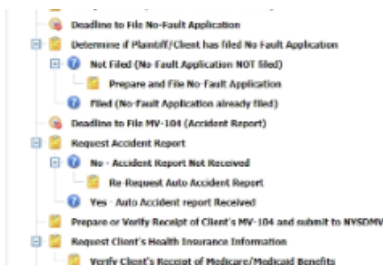 Deadline to File No-Fault Application
Determine if Plaintiff/Client has filed No Fault Application
Not Filed (No-Fault Application NOT filed)
Prepare and File No-Fault Application
Filed (No-Fault Application already filed)
Deadline to File MV-104 (Accident Report)
Request Accident Report
No - Accident Report Not Received
Re-Request Auto Accident Report
Yes - Auto Accident report Received
Prepare or Verify Receipt of Client's MV-104 and submit to NYSDMV
Request Client's Health Insurance Information
Verify Client's Receipt of Medicare/Medicaid Benefits